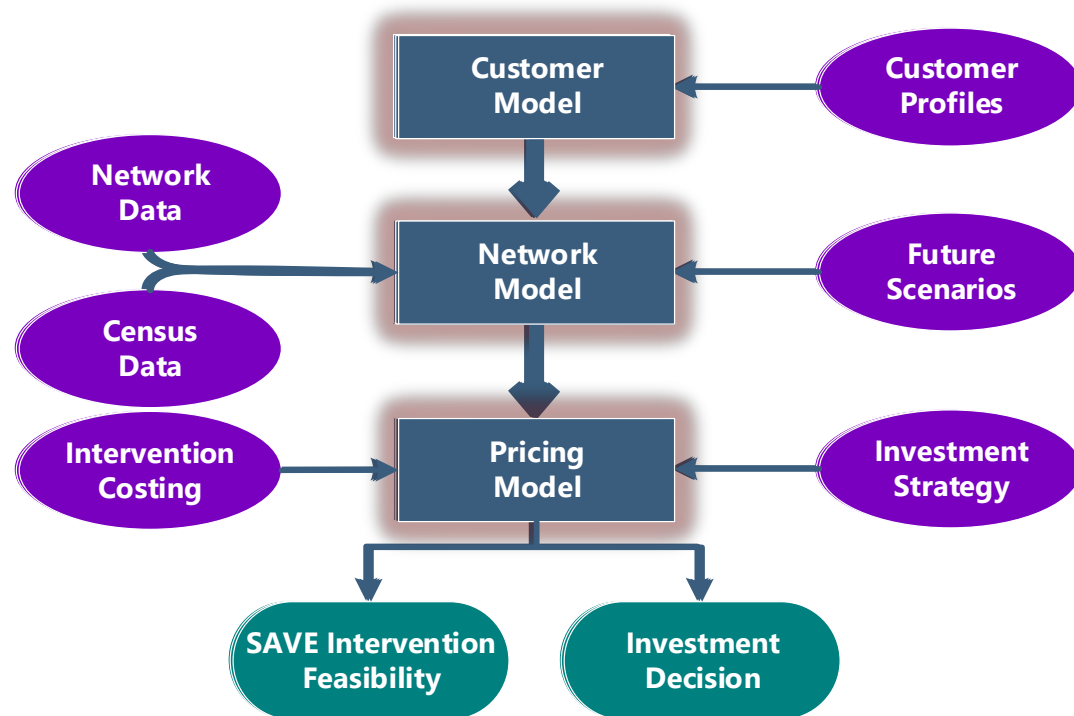 Customer
Model
Customer
Profiles
Network
Data
Network
Model
Future
Scenarios
Census
Data
Intervention
Costing
Pricing
Model
Investment
Strategy
SAVE Intervention
Feasibility
Investment
Decision